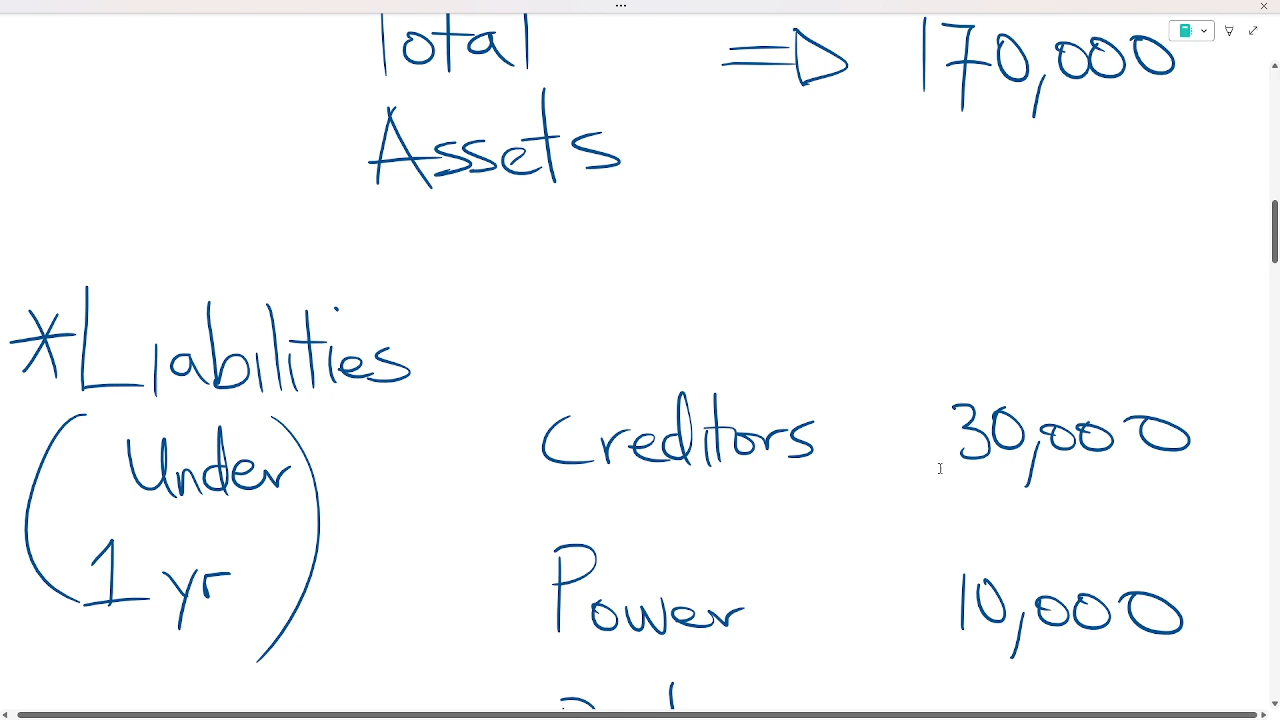 Total ⇒ 170,000
Assets
*Liabilities
(Under
1 yr)
Creditors 30,000
Power 10,000